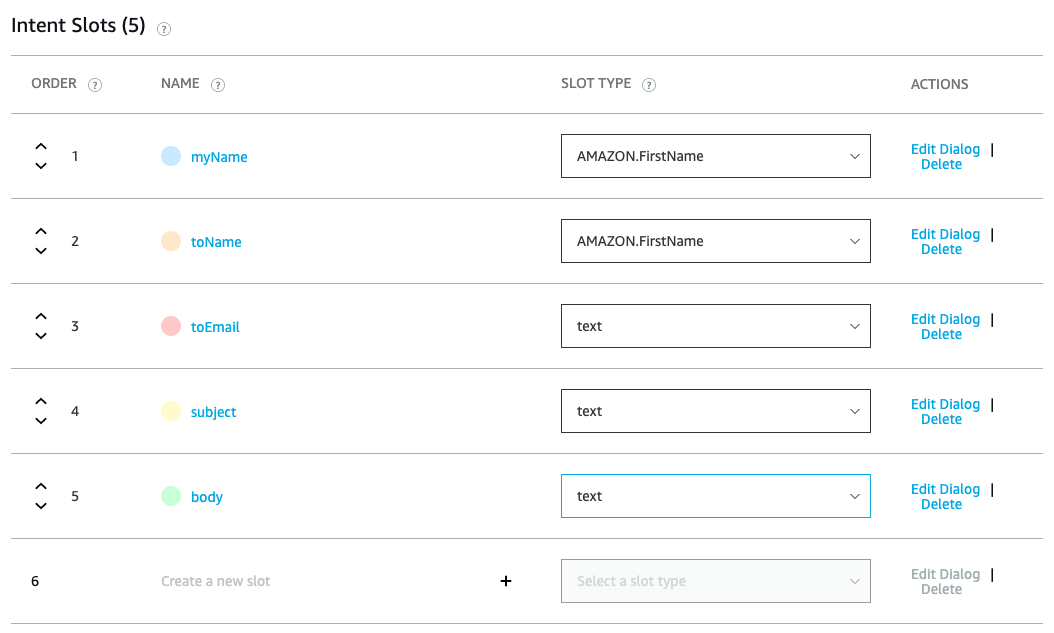 Intent Slots (5) ?
ORDER ? NAME ? SLOT TYPE ? ACTIONS
1 myName AMAZON.FirstName Edit Dialog |
Delete
2 toName AMAZON.FirstName Edit Dialog |
Delete
3 toEmail text Edit Dialog |
Delete
4 subject text Edit Dialog |
Delete
5 body text Edit Dialog |
Delete
6 Create a new slot + Select a slot type Edit Dialog |
Delete